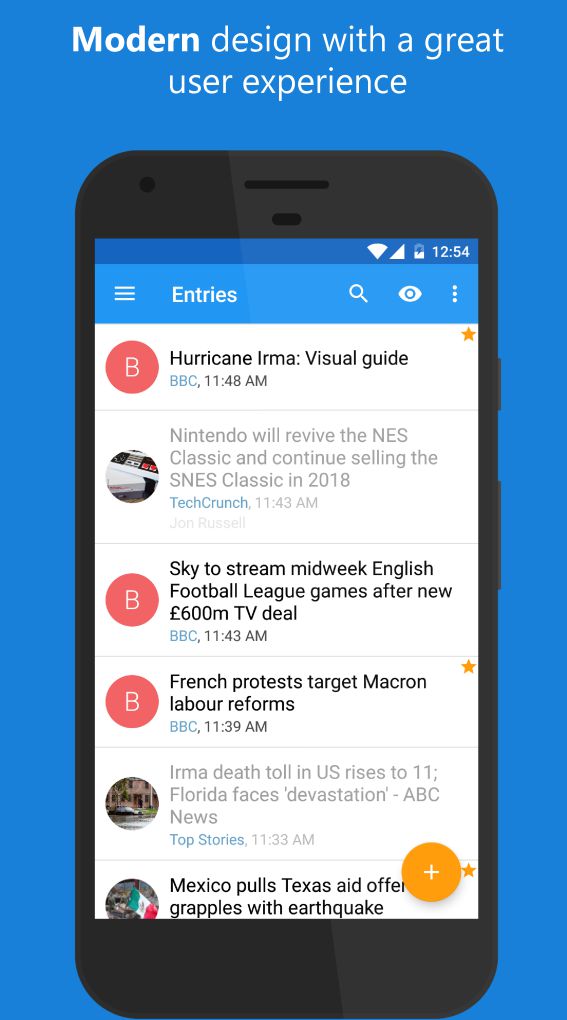 Modern design with a great
user experience
12:54
Entries
B
Hurricane Irma: Visual guide
BBC, 11:48 AM
Nintendo will revive the NES
Classic and continue selling the
SNES Classic in 2018
TechCrunch, 11:43 AM
Jon Russell
B
Sky to stream midweek English
Football League games after new
£600m TV deal
BBC, 11:43 AM
B
French protests target Macron
labour reforms
BBC, 11:39 AM
Irma death toll in US rises to 11;
Florida faces 'devastation' - ABC
News
Top Stories, 11:33 AM
Mexico pulls Texas aid offer
grapples with earthquake